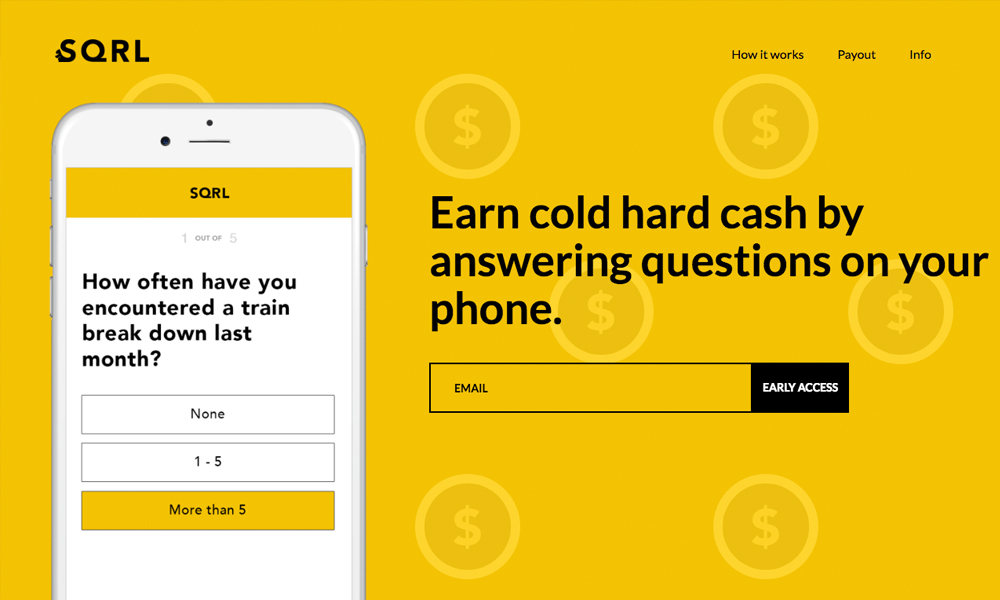 SQRL
How it works Payout Info
SQRL
1 OUT OF 5
How often have you
encountered a train
break down last
month?
None
1 - 5
More than 5
Earn cold hard cash by
answering questions on your
phone.
EMAIL EARLY ACCESS
$
$
$
$
$
$